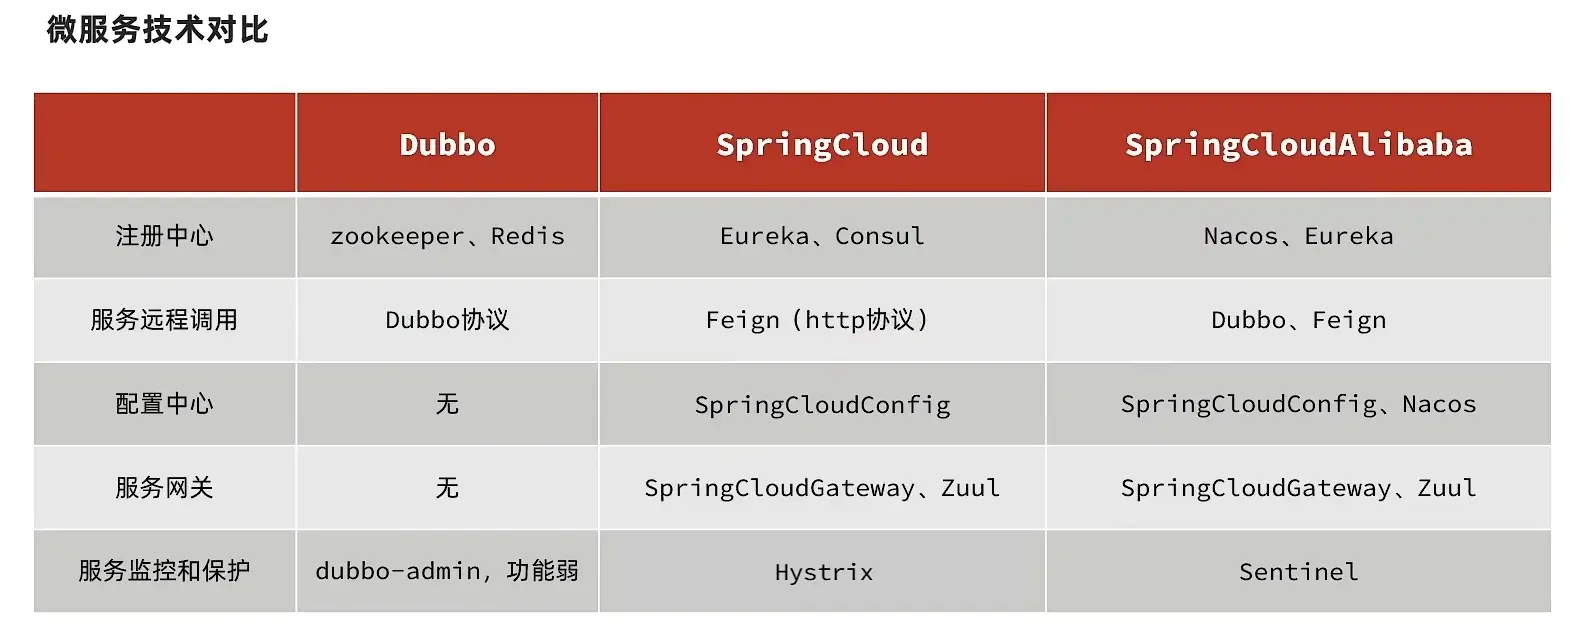 微服务技术对比
Dubbo SpringCloud SpringCloudAlibaba
注册中心 zookeeper、Redis Eureka、Consul Nacos、Eureka
服务远程调用 Dubbo协议 Feign（http协议） Dubbo、Feign
配置中心 无 SpringCloudConfig SpringCloudConfig、Nacos
服务网关 无 SpringCloudGateway、Zuul SpringCloudGateway、Zuul
服务监控和保护 dubbo-admin，功能弱 Hystrix Sentinel